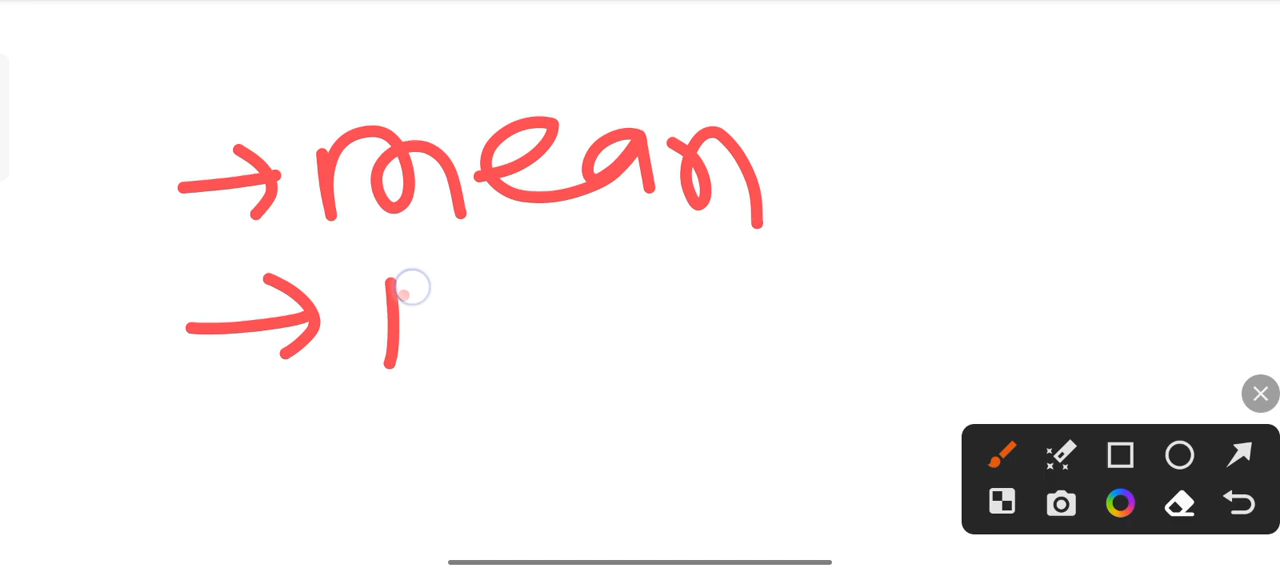 → mean
→